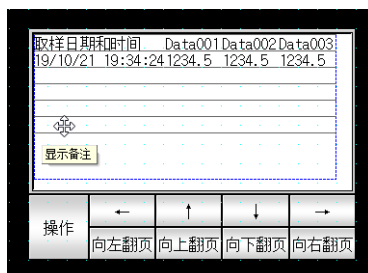 取样日期和时间 Data001 Data002 Data003
19/10/21 19:34:24 1234.5 1234.5 1234.5
显示备注
操作 ← ↑ ↓ →
向左翻页 向上翻页 向下翻页 向右翻页